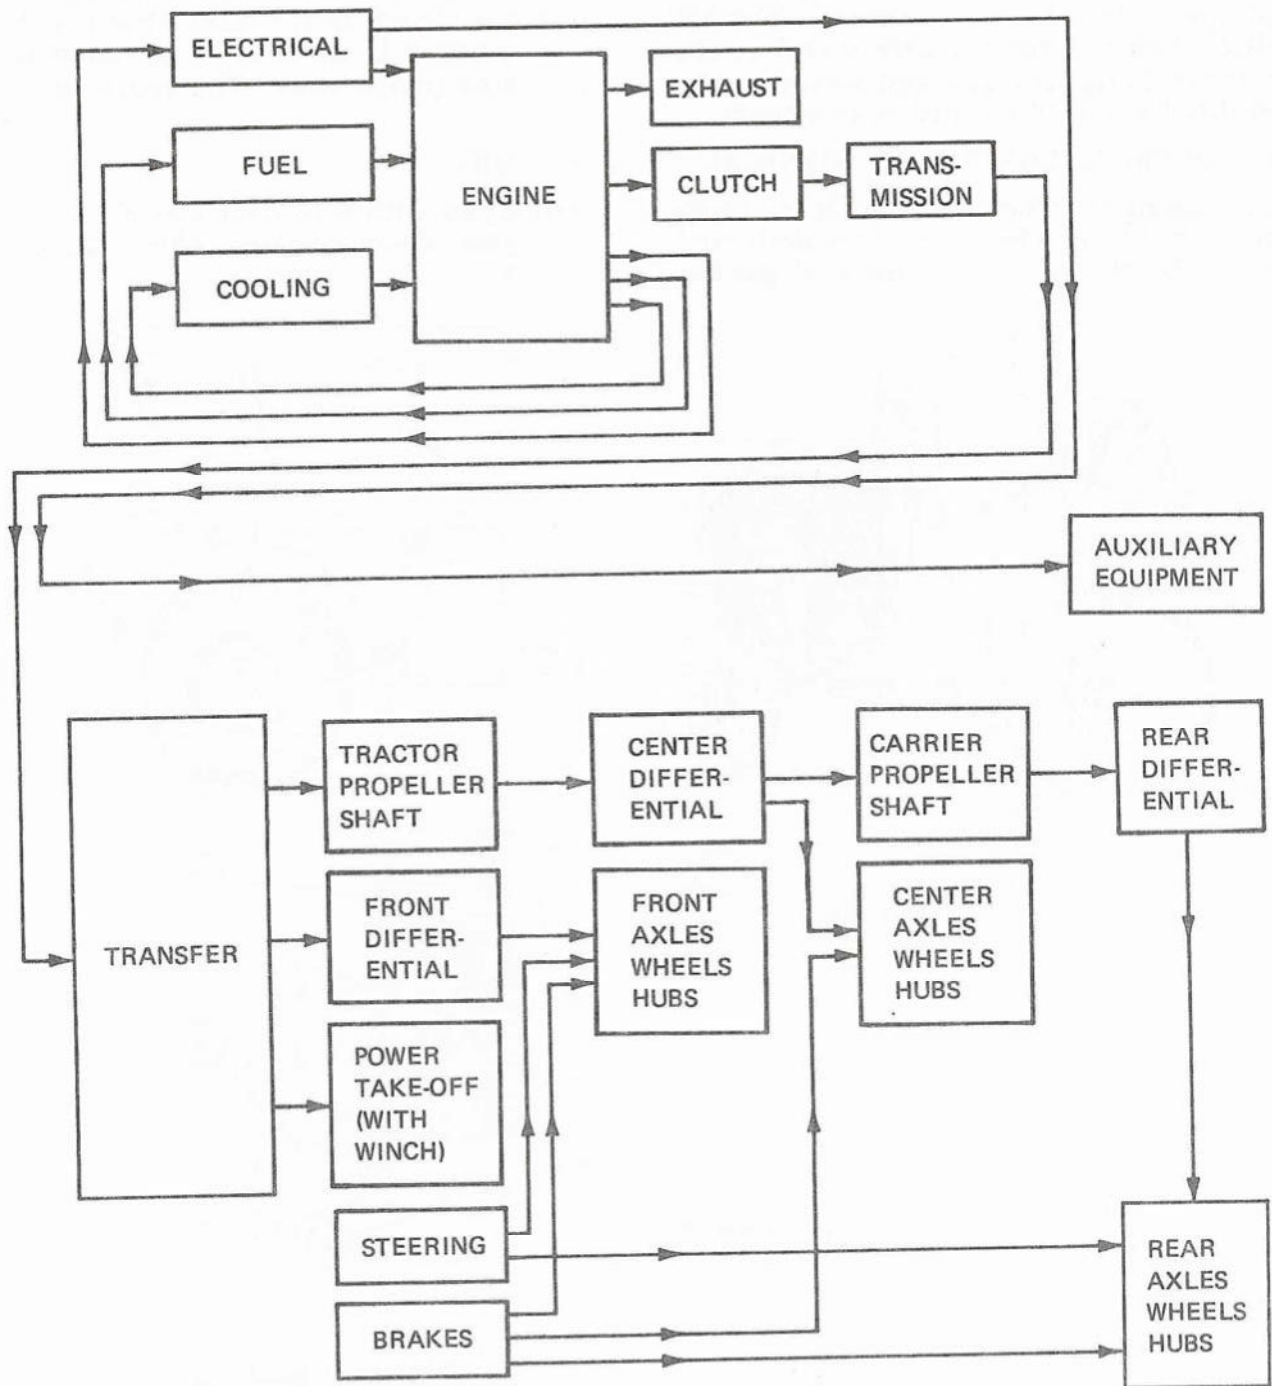 ELECTRICAL
EXHAUST
FUEL
ENGINE
CLUTCH
TRANS-
MISSION
COOLING
AUXILIARY
EQUIPMENT
TRACTOR
PROPELLER
SHAFT
CENTER
DIFFER-
ENTIAL
CARRIER
PROPELLER
SHAFT
REAR
DIFFER-
ENTIAL
TRANSFER
FRONT
DIFFER-
ENTIAL
FRONT
AXLES
WHEELS
HUBS
CENTER
AXLES
WHEELS
HUBS
POWER
TAKE-OFF
(WITH
WINCH)
STEERING
BRAKES
REAR
AXLES
WHEELS
HUBS